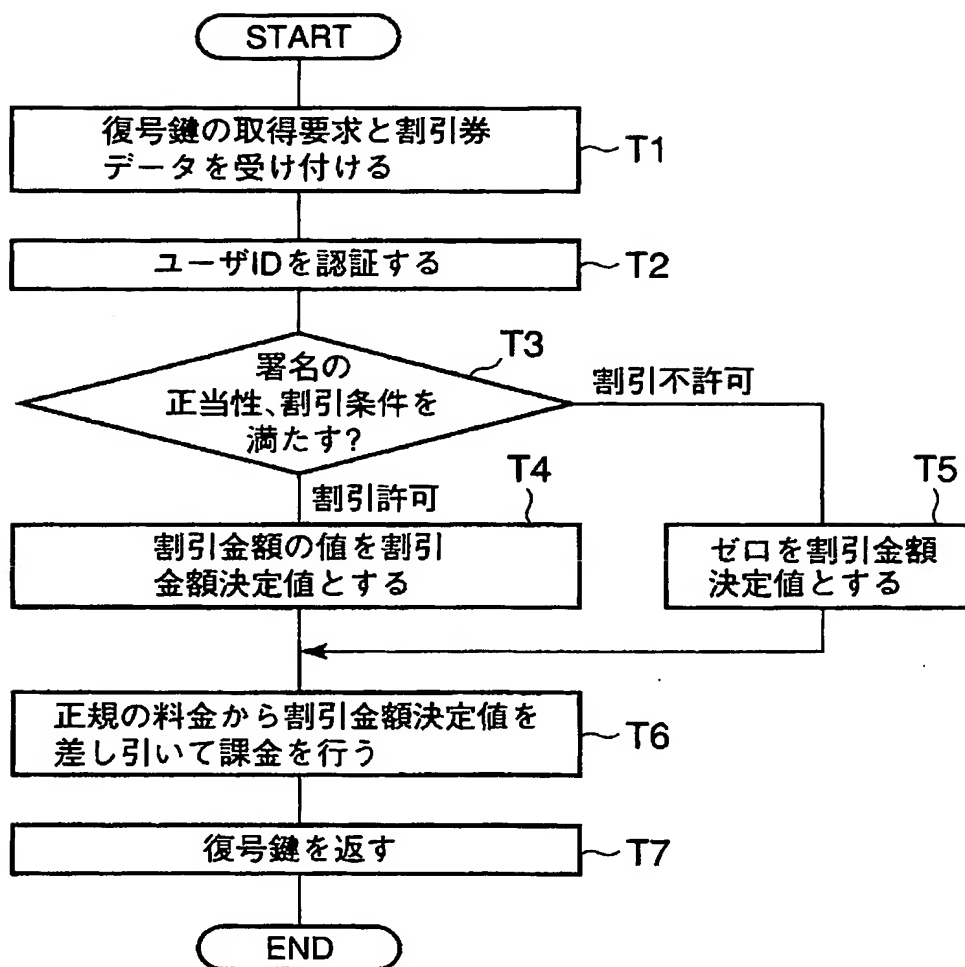 START
復号鍵の取得要求と割引券
データを受け付ける
T1
ユーザIDを認証する
T2
T3
署名の
正当性、割引条件を
満たす?
割引不許可
割引許可
T4
T5
割引金額の値を割引
金額決定値とする
ゼロを割引金額
決定値とする
正規の料金から割引金額決定値を
差し引いて課金を行う
T6
復号鍵を返す
T7
END